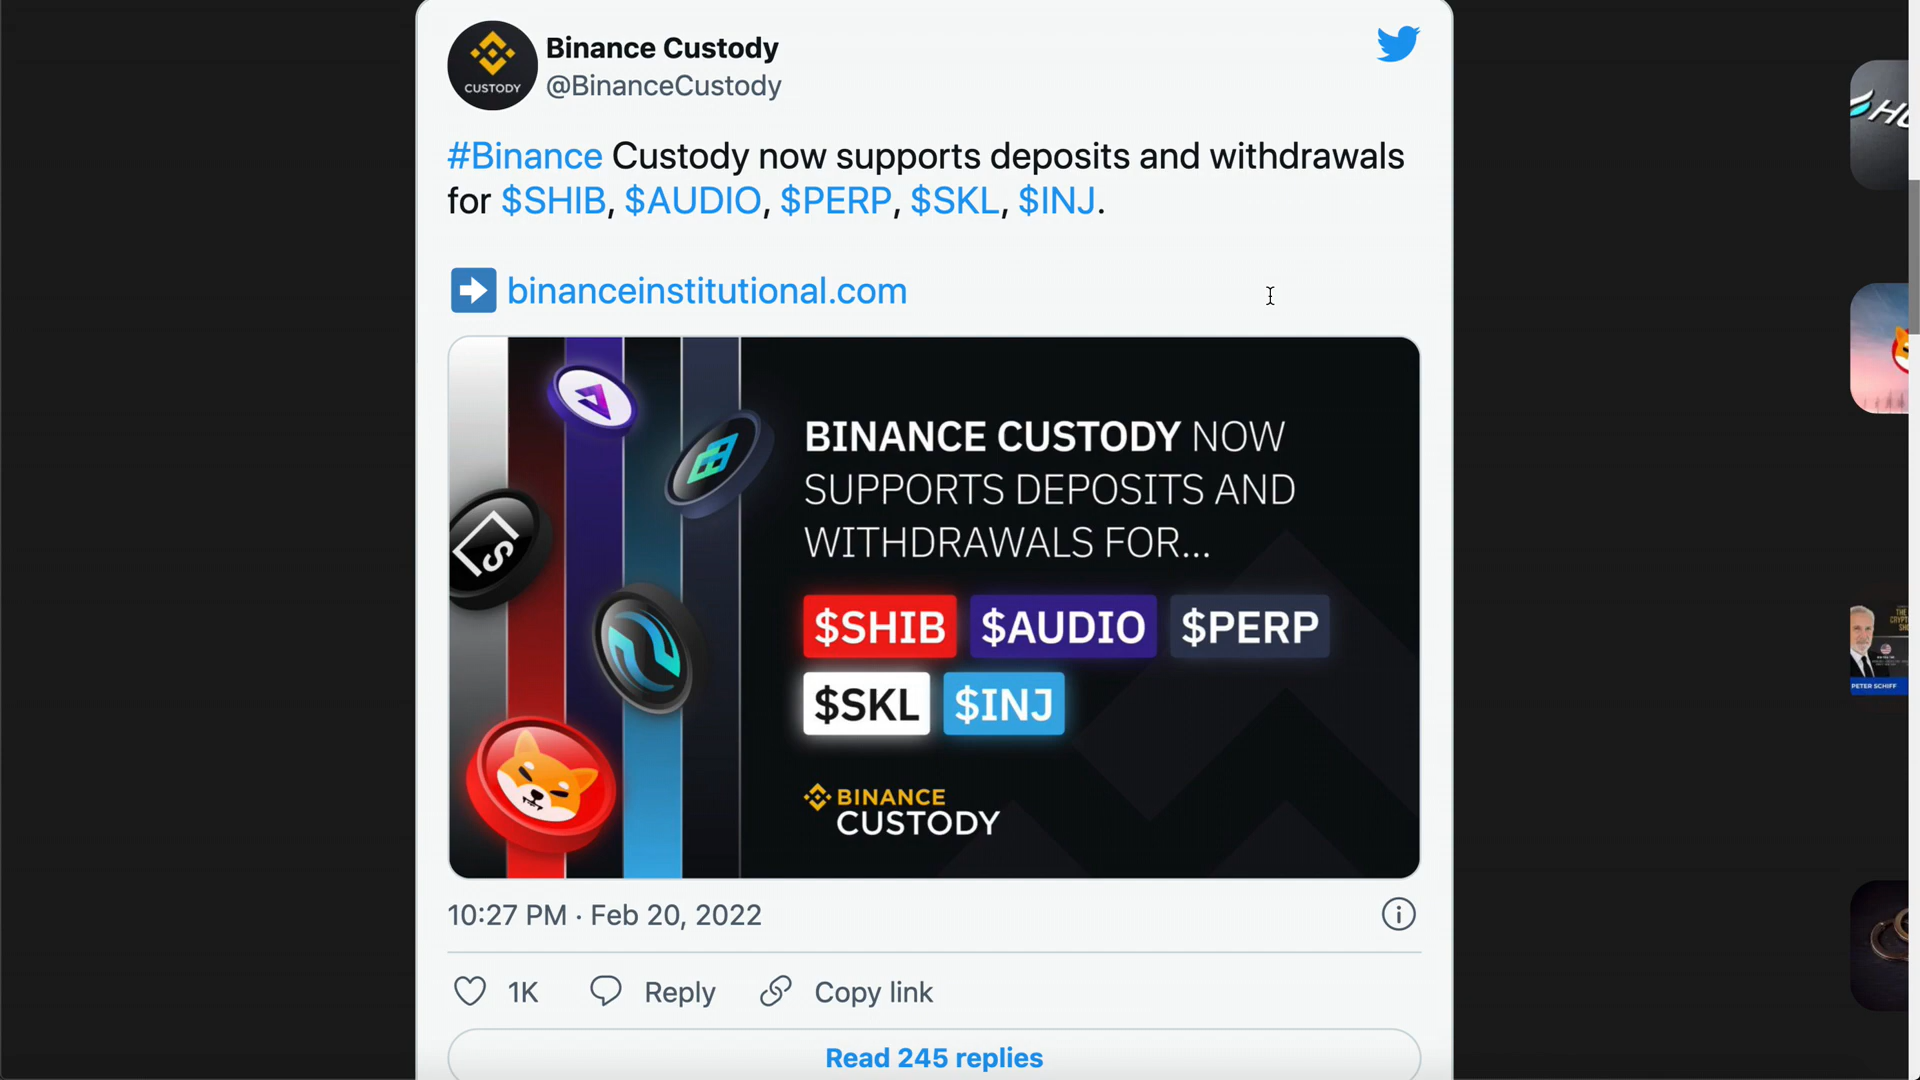 Binance Custody
@BinanceCustody
CUSTODY
#Binance Custody now supports deposits and withdrawals
for $SHIB, $AUDIO, $PERP, $SKL, $INJ.
binanceinstitutional.com
BINANCE CUSTODY NOW
SUPPORTS DEPOSITS AND
WITHDRAWALS FOR...
$SHIB $AUDIO $PERP
$SKL $INJ
BINANCE
CUSTODY
10:27 PM · Feb 20, 2022
1K Reply Copy link
Read 245 replies
PETER SCHIFF